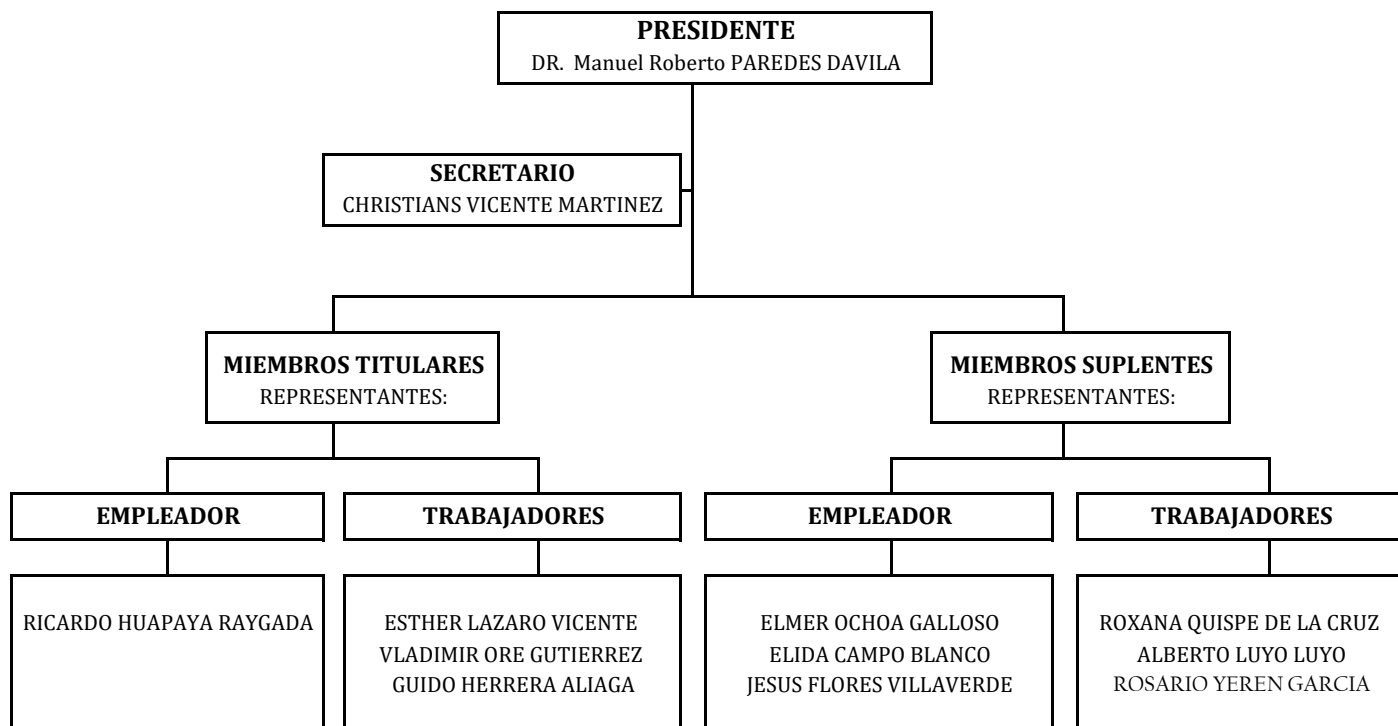 PRESIDENTE
DR. Manuel Roberto PAREDES DAVILA
SECRETARIO
CHRISTIANS VICENTE MARTINEZ
MIEMBROS TITULARES
REPRESENTANTES:
MIEMBROS SUPLENTES
REPRESENTANTES:
EMPLEADOR
TRABAJADORES
EMPLEADOR
TRABAJADORES
RICARDO HUAPAYA RAYGADA
ESTHER LAZARO VICENTE
VLADIMIR ORE GUTIERREZ
GUIDO HERRERA ALIAGA
ELMER OCHOA GALLOSO
ELIDA CAMPO BLANCO
JESUS FLORES VILLAVERDE
ROXANA QUISPE DE LA CRUZ
ALBERTO LUYO LUYO
ROSARIO YEREN GARCIA